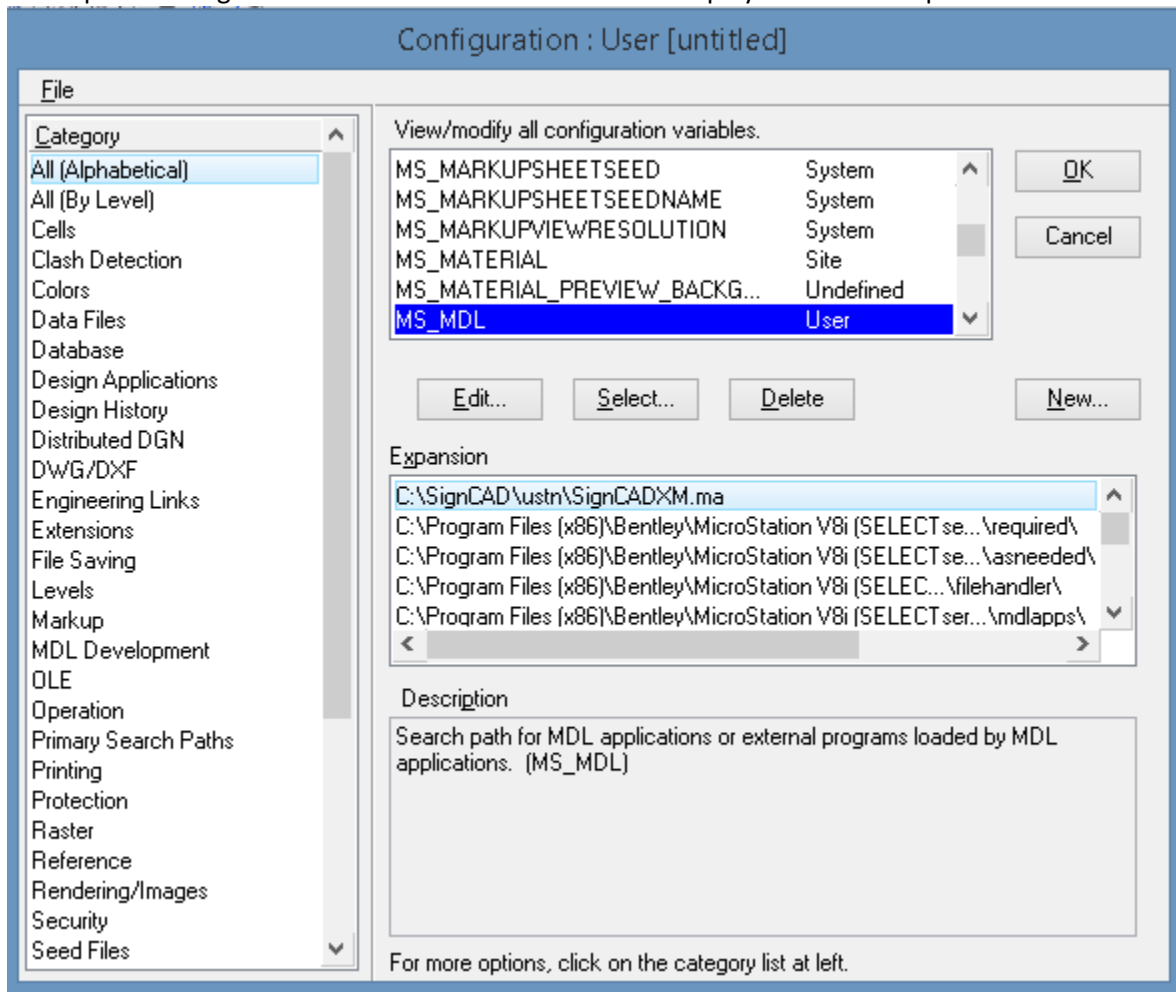 Configuration : User [untitled]
File
Category
All (Alphabetical)
All (By Level)
Cells
Clash Detection
Colors
Data Files
Database
Design Applications
Design History
Distributed DGN
DWG/DXF
Engineering Links
Extensions
File Saving
Levels
Markup
MDL Development
OLE
Operation
Primary Search Paths
Printing
Protection
Raster
Reference
Rendering/Images
Security
Seed Files
View/modify all configuration variables.
MS_MARKUPSHEETSEED System
MS_MARKUPSHEETSEEDNAME System
MS_MARKUPVIEWRESOLUTION System
MS_MATERIAL Site
MS_MATERIAL_PREVIEW_BACKG... Undefined
MS_MDL User
OK
Cancel
Edit... Select... Delete New...
Expansion
C:\SignCAD\ustn\SignCADXM.ma
C:\Program Files (x86)\Bentley\MicroStation V8i (SELECTse...\required\
C:\Program Files (x86)\Bentley\MicroStation V8i (SELECTse...\asneeded\
C:\Program Files (x86)\Bentley\MicroStation V8i (SELEC...\filehandler\
C:\Program Files (x86)\Bentley\MicroStation V8i (SELECTser...\mdlapps\
Description
Search path for MDL applications or external programs loaded by MDL
applications. (MS_MDL)
For more options, click on the category list at left.